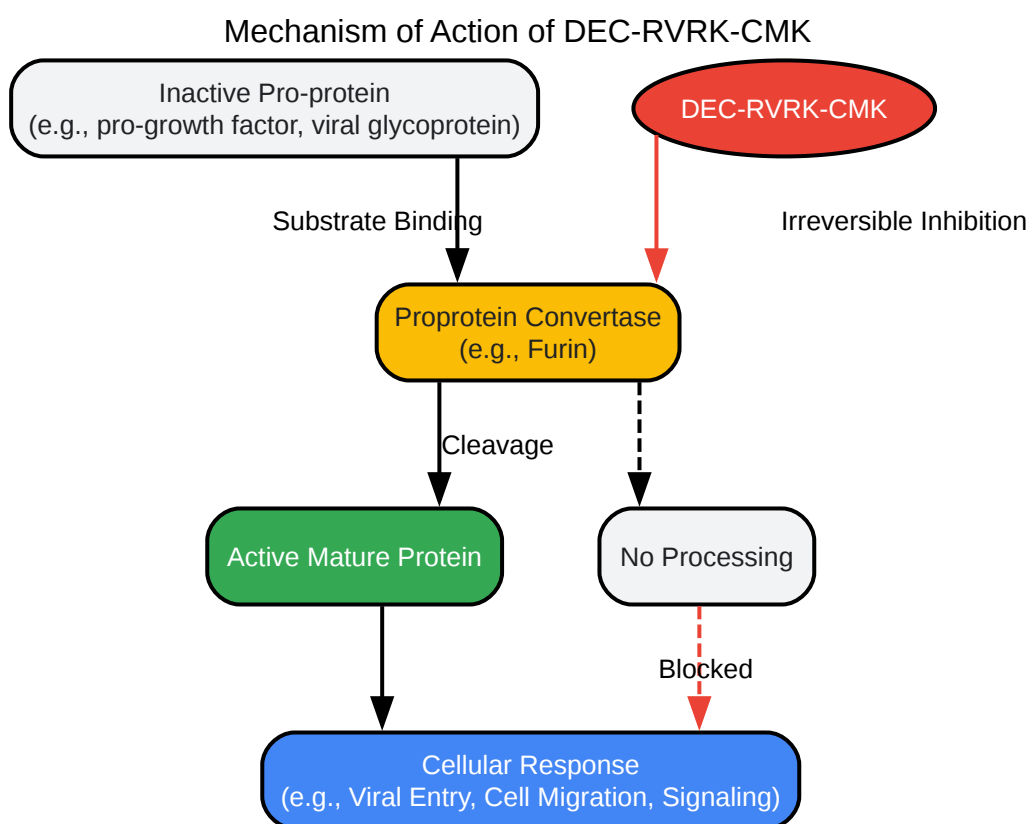 Mechanism of Action of DEC-RVRK-CMK
Inactive Pro-protein
(e.g., pro-growth factor, viral glycoprotein)
DEC-RVRK-CMK
Substrate Binding
Irreversible Inhibition
Proprotein Convertase
(e.g., Furin)
Cleavage
Active Mature Protein
No Processing
Blocked
Cellular Response
(e.g., Viral Entry, Cell Migration, Signaling)